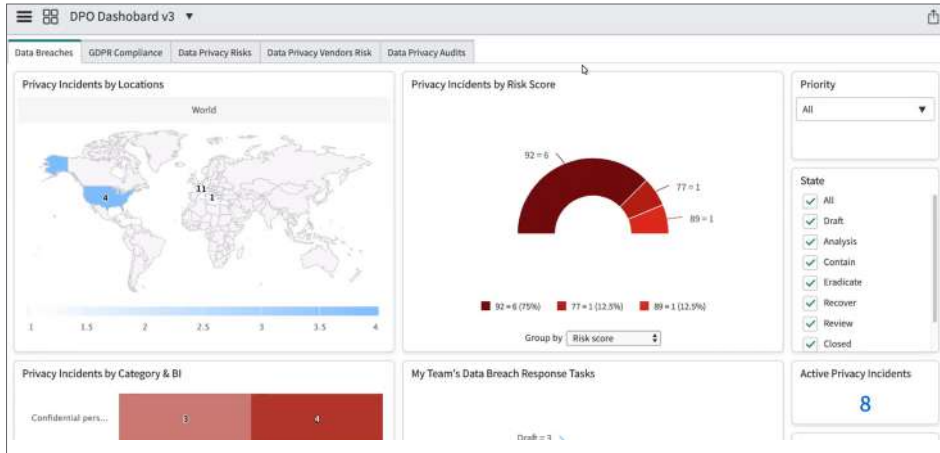 DPO Dashobard v3 ▼
Data Breaches GDPR Compliance Data Privacy Risks Data Privacy Vendors Risk Data Privacy Audits
Privacy Incidents by Locations
World
4
11
1
1 1.5 2 2.5 3 3.5 4
Privacy Incidents by Risk Score
92 = 6
77 = 1
89 = 1
92 = 6 (75%) 77 = 1 (12.5%) 89 = 1 (12.5%)
Group by Risk score
Priority
All
State
All
Draft
Analysis
Contain
Eradicate
Recover
Review
Closed
Privacy Incidents by Category & BI
Confidential pers... 3 4
My Team's Data Breach Response Tasks
Draft = 3
Active Privacy Incidents
8